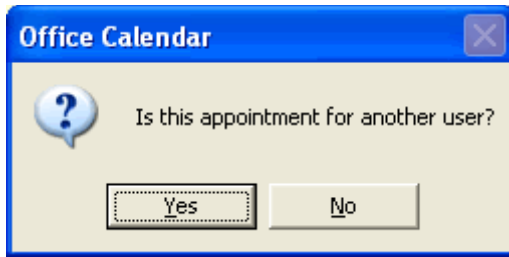 Office Calendar
Is this appointment for another user?
Yes No